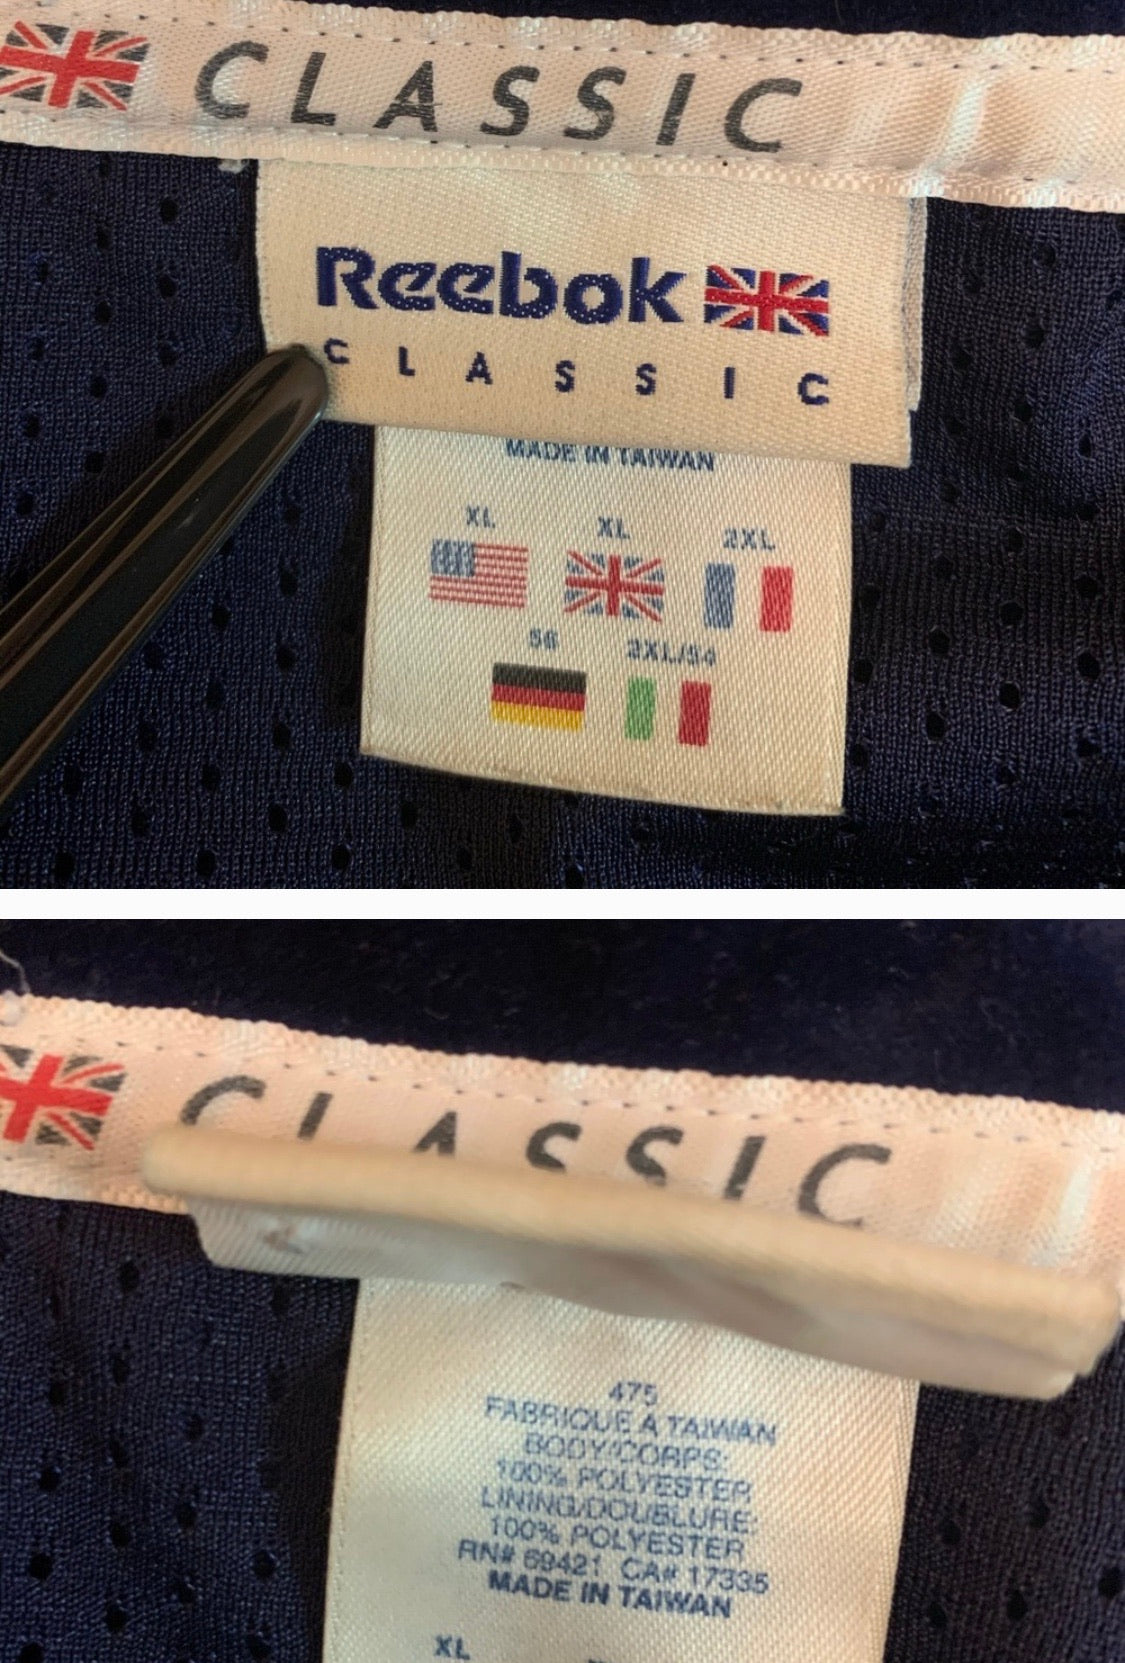 CLASSIC
Reebok
CLASSIC
MADE IN TAIWAN
XL XL 2XL
56 2XL/54
CLASSIC
475
FABRIQUE A TAIWAN
BODY/CORPS:
100% POLYESTER
LINING/DOUBLURE:
100% POLYESTER
RN# 69421 CA# 17335
MADE IN TAIWAN
XL